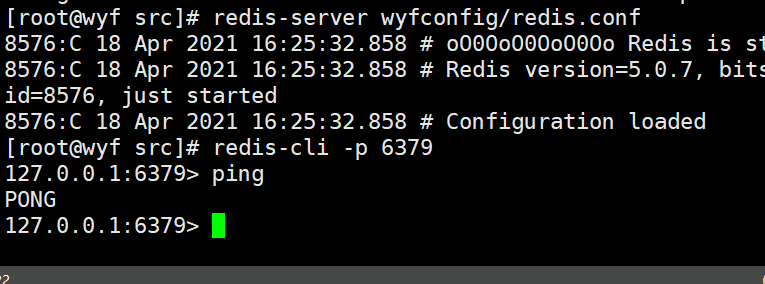 [root@wyf src]# redis-server wyfconfig/redis.conf
8576:C 18 Apr 2021 16:25:32.858 # oO0OoO0OoO0Oo Redis is st
8576:C 18 Apr 2021 16:25:32.858 # Redis version=5.0.7, bits
id=8576, just started
8576:C 18 Apr 2021 16:25:32.858 # Configuration loaded
[root@wyf src]# redis-cli -p 6379
127.0.0.1:6379> ping
PONG
127.0.0.1:6379>